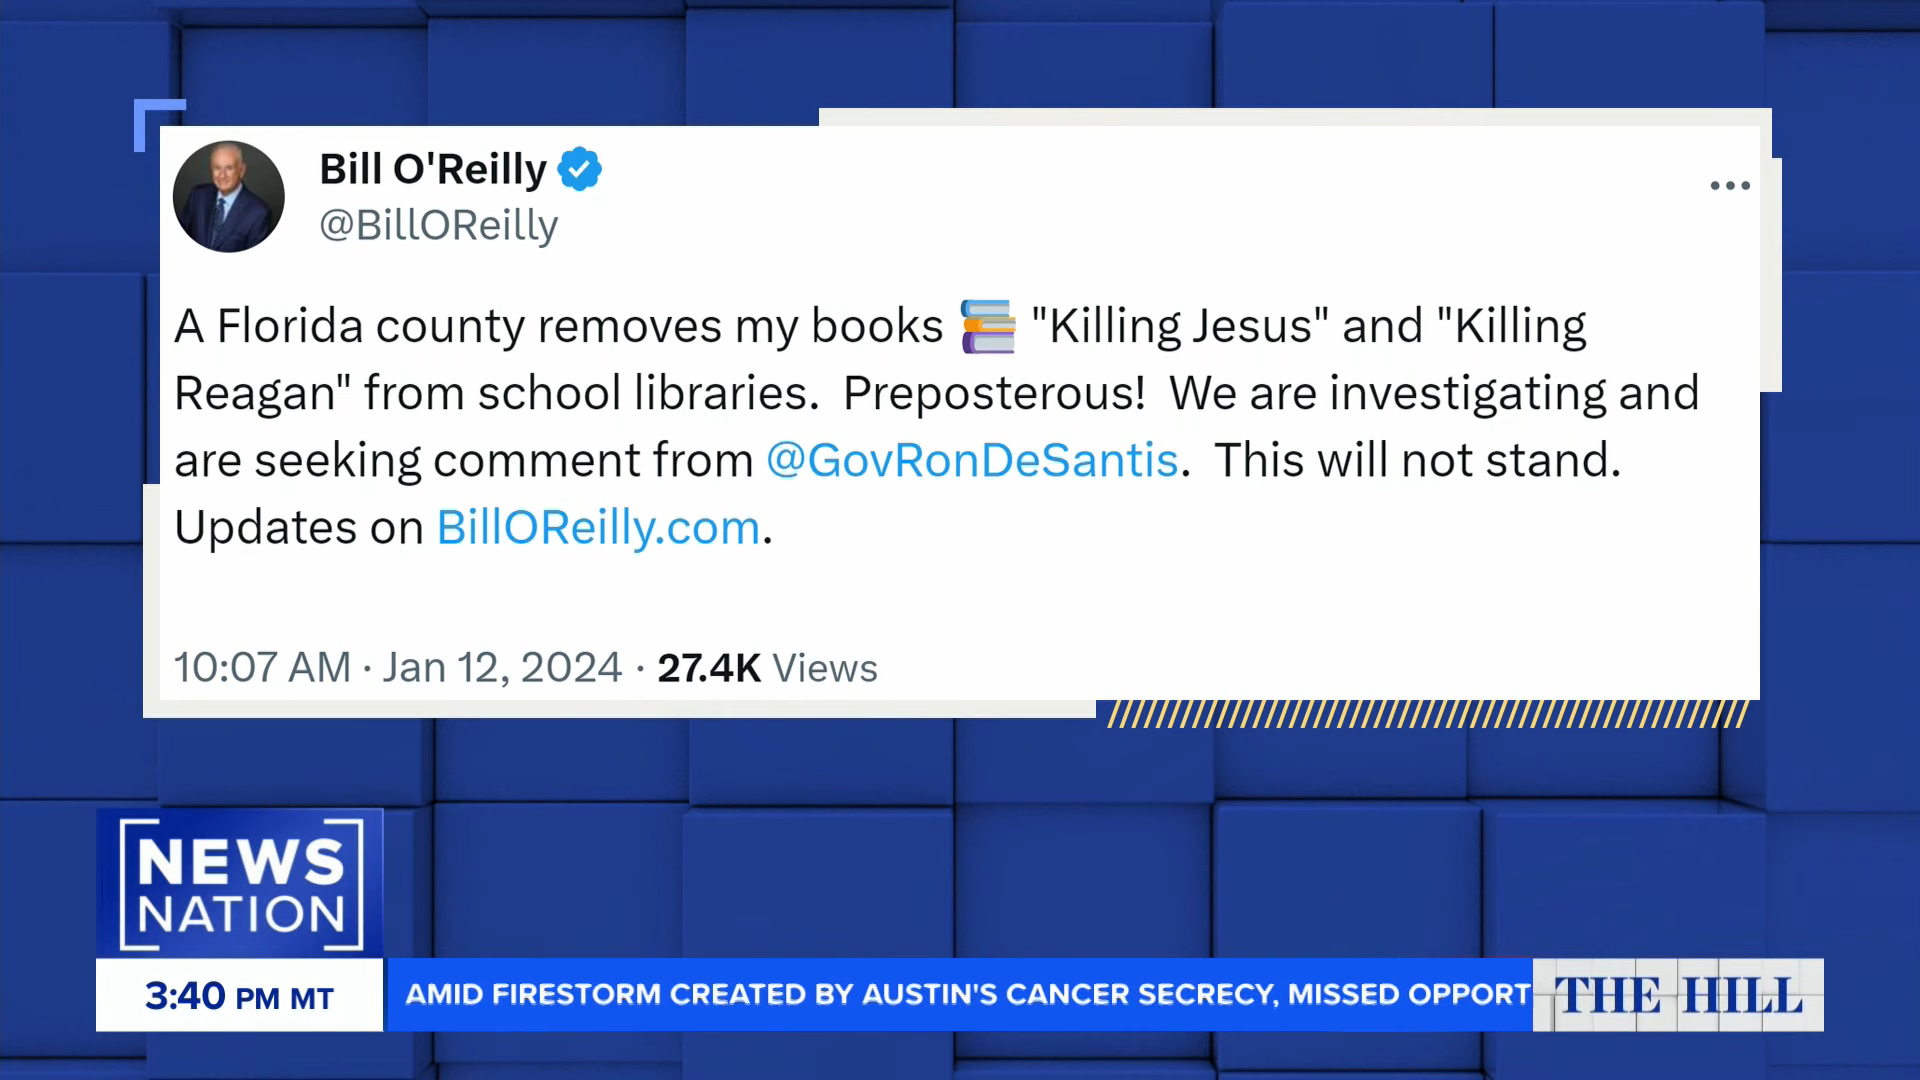 Bill O'Reilly
@BillOReilly
A Florida county removes my books 📚 "Killing Jesus" and "Killing
Reagan" from school libraries.  Preposterous!  We are investigating and
are seeking comment from @GovRonDeSantis.  This will not stand.
Updates on BillOReilly.com.
10:07 AM · Jan 12, 2024 · 27.4K Views
NEWS
NATION
3:40 PM MT
AMID FIRESTORM CREATED BY AUSTIN'S CANCER SECRECY, MISSED OPPORT
THE HILL